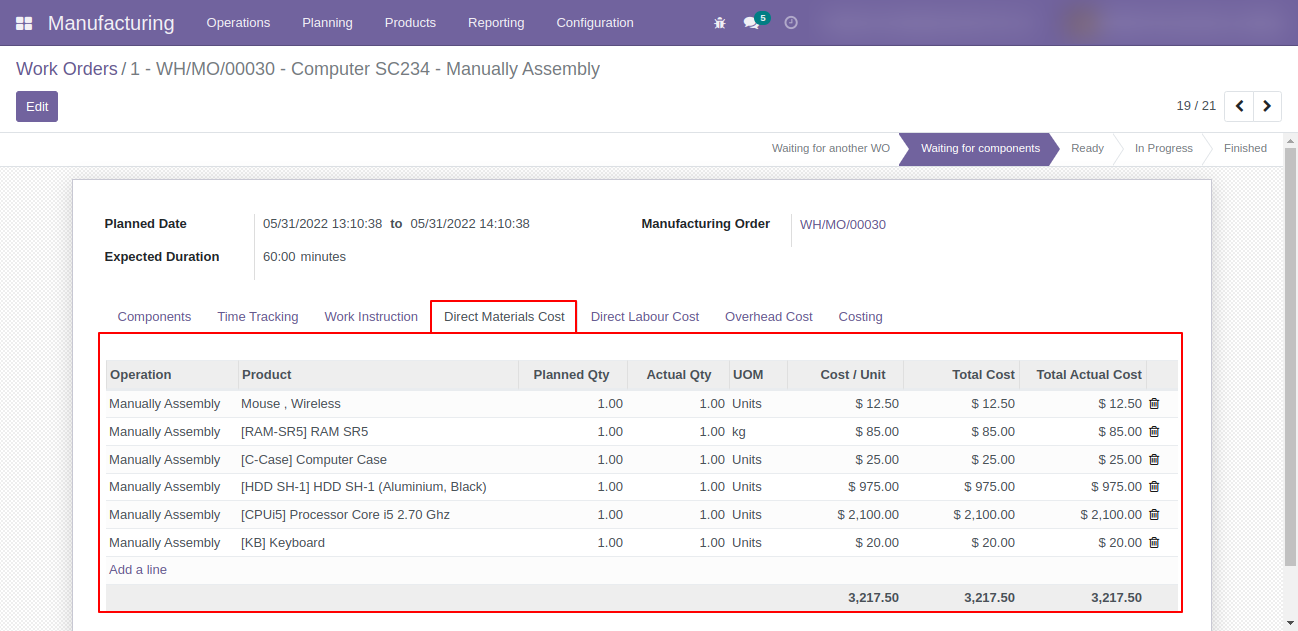 Manufacturing Operations Planning Products Reporting Configuration 5
Work Orders / 1 - WH/MO/00030 - Computer SC234 - Manually Assembly
Edit 19 / 21
Waiting for another WO Waiting for components Ready In Progress Finished
Planned Date 05/31/2022 13:10:38 to 05/31/2022 14:10:38 Manufacturing Order WH/MO/00030
Expected Duration 60:00 minutes
Components Time Tracking Work Instruction Direct Materials Cost Direct Labour Cost Overhead Cost Costing
Operation Product Planned Qty Actual Qty UOM Cost / Unit Total Cost Total Actual Cost
Manually Assembly Mouse , Wireless 1.00 1.00 Units $ 12.50 $ 12.50 $ 12.50
Manually Assembly [RAM-SR5] RAM SR5 1.00 1.00 kg $ 85.00 $ 85.00 $ 85.00
Manually Assembly [C-Case] Computer Case 1.00 1.00 Units $ 25.00 $ 25.00 $ 25.00
Manually Assembly [HDD SH-1] HDD SH-1 (Aluminium, Black) 1.00 1.00 Units $ 975.00 $ 975.00 $ 975.00
Manually Assembly [CPUi5] Processor Core i5 2.70 Ghz 1.00 1.00 Units $ 2,100.00 $ 2,100.00 $ 2,100.00
Manually Assembly [KB] Keyboard 1.00 1.00 Units $ 20.00 $ 20.00 $ 20.00
Add a line
3,217.50 3,217.50 3,217.50